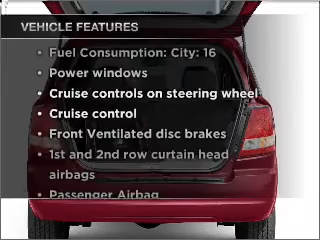 VEHICLE FEATURES
• Fuel Consumption: City: 16
• Power windows
• Cruise controls on steering wheel
• Cruise control
• Front Ventilated disc brakes
• 1st and 2nd row curtain head
airbags
• Passenger Airbag